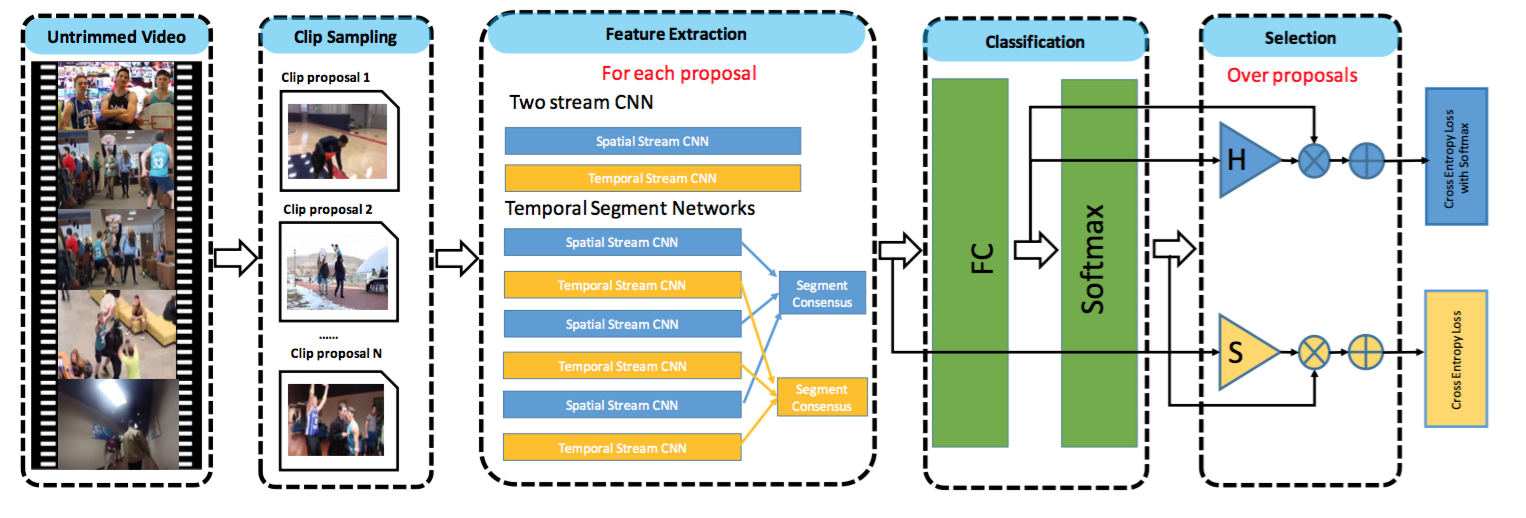 Untrimmed Video
Clip Sampling
Clip proposal 1
Clip proposal 2
......
Clip proposal N
Feature Extraction
For each proposal
Two stream CNN
Spatial Stream CNN
Temporal Stream CNN
Temporal Segment Networks
Spatial Stream CNN
Temporal Stream CNN
Spatial Stream CNN
Temporal Stream CNN
Spatial Stream CNN
Temporal Stream CNN
Segment
Consensus
Segment
Consensus
Classification
FC
Softmax
Selection
Over proposals
H
S
Cross Entropy Loss
with Softmax
Cross Entropy Loss
33